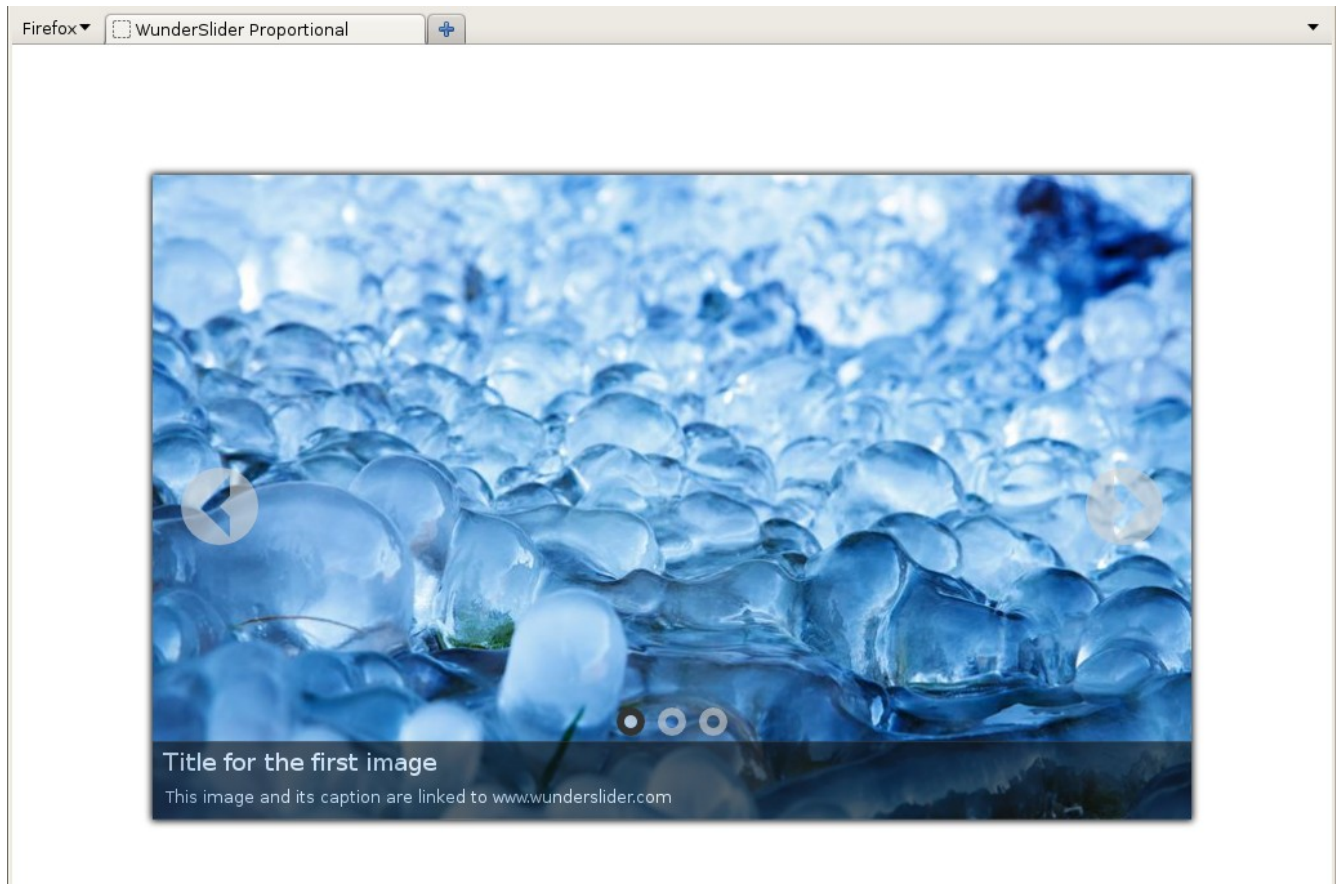 Firefox
WunderSlider Proportional
Title for the first image
This image and its caption are linked to www.wunderslider.com